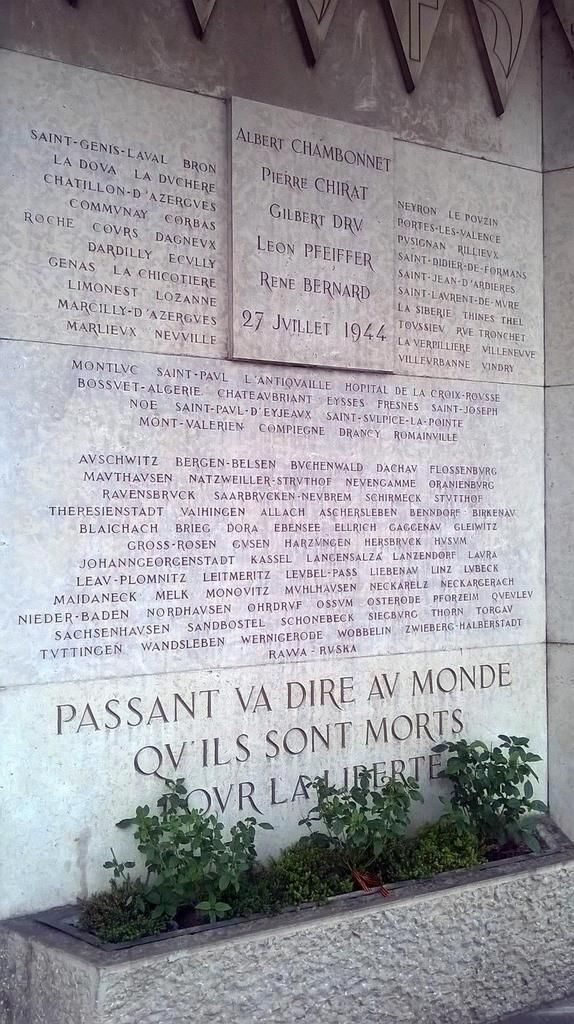 SAINT-GENIS-LAVAL BRON
LA DOVA LA DVCHERE
CHATILLON-D'AZERGVES
COMMVNAY CORBAS
ROCHE COVRS DAGNEVX
DARDILLY ECVLLY
GENAS LA CHICOTIERE
LIMONEST LOZANNE
MARCILLY-D'AZERGVES
MARLIEVX NEVVILLE
ALBERT CHAMBONNET
PIERRE CHIRAT
GILBERT DRV
LEON PFEIFFER
RENE BERNARD
27 JVILLET 1944
NEYRON LE POVZIN
PORTES-LES-VALENCE
PVSIGNAN RILLIEVX
SAINT-DIDIER-DE-FORMANS
SAINT-JEAN-D'ARDIERES
SAINT-LAVRENT-DE-MVRE
LA SIBERIE THINES THEL
TOVSSIEV RVE TRONCHET
LA VERPILLIERE VILLENEVVE
VILLEVRBANNE VINDRY
MONTLVC SAINT-PAVL L'ANTIQVAILLE HOPITAL DE LA CROIX-ROVSSE
BOSSVET-ALGERIE CHATEAVBRIANT EYSSES FRESNES SAINT-JOSEPH
NOE SAINT-PAVL-D'EYJEAVX SAINT-SVLPICE-LA-POINTE
MONT-VALERIEN COMPIEGNE DRANCY ROMAINVILLE
AVSCHWITZ BERGEN-BELSEN BVCHENWALD DACHAV FLOSSENBVRG
MAVTHAVSEN NATZWEILLER-STRVTHOF NEVENGAMME ORANIENBVRG
RAVENSBRVCK SAARBRVCKEN-NEVBREM SCHIRMECK STVTTHOF
THERESIENSTADT VAIHINGEN ALLACH ASCHERSLEBEN BENNDORF BIRKENAV
BLAICHACH BRIEG DORA EBENSEE ELLRICH GAGGENAV GLEIWITZ
GROSS-ROSEN GVSEN HARZVNGEN HERSBRVCK HVSVM
JOHANNGEORGENSTADT KASSEL LANGENSALZA LANZENDORF LAVRA
LEAV-PLOMNITZ LEITMERITZ LEVBEL-PASS LIEBENAV LINZ LVBECK
MAIDANECK MELK MONOVITZ MVHLHAVSEN NECKARELZ NECKARGERACH
NIEDER-BADEN NORDHAVSEN OHRDRVF OSSVM OSTERODE PFORZEIM QVEVLEV
SACHSENHAVSEN SANDBOSTEL SCHONEBECK SIEGBVRG THORN TORGAV
TVTTINGEN WANDSLEBEN WERNIGERODE WOBBELIN ZWIEBERG-HALBERSTADT
RAWA-RVSKA
PASSANT VA DIRE AV MONDE
QV'ILS SONT MORTS
POVR LA LIBERTE